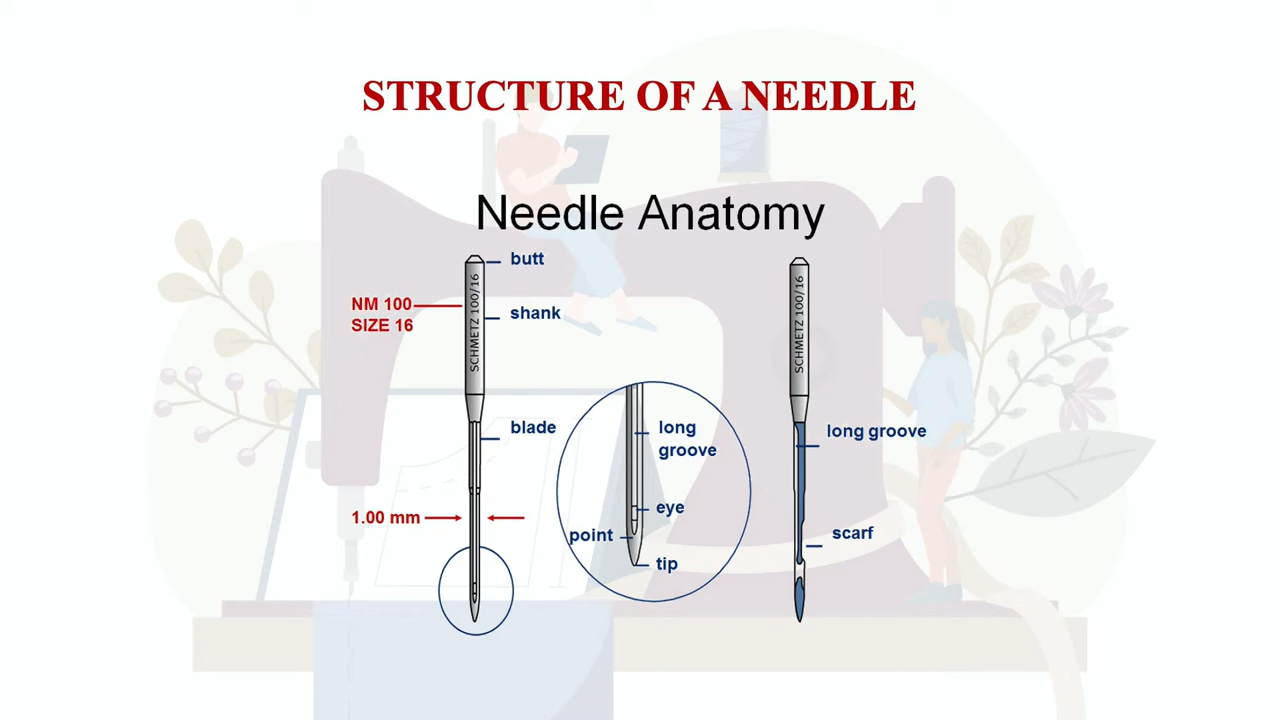 STRUCTURE OF A NEEDLE
Needle Anatomy
butt
NM 100
SIZE 16
shank
SCHMETZ 100/16
blade
1.00 mm
long
groove
eye
point
tip
SCHMETZ 100/16
long groove
scarf